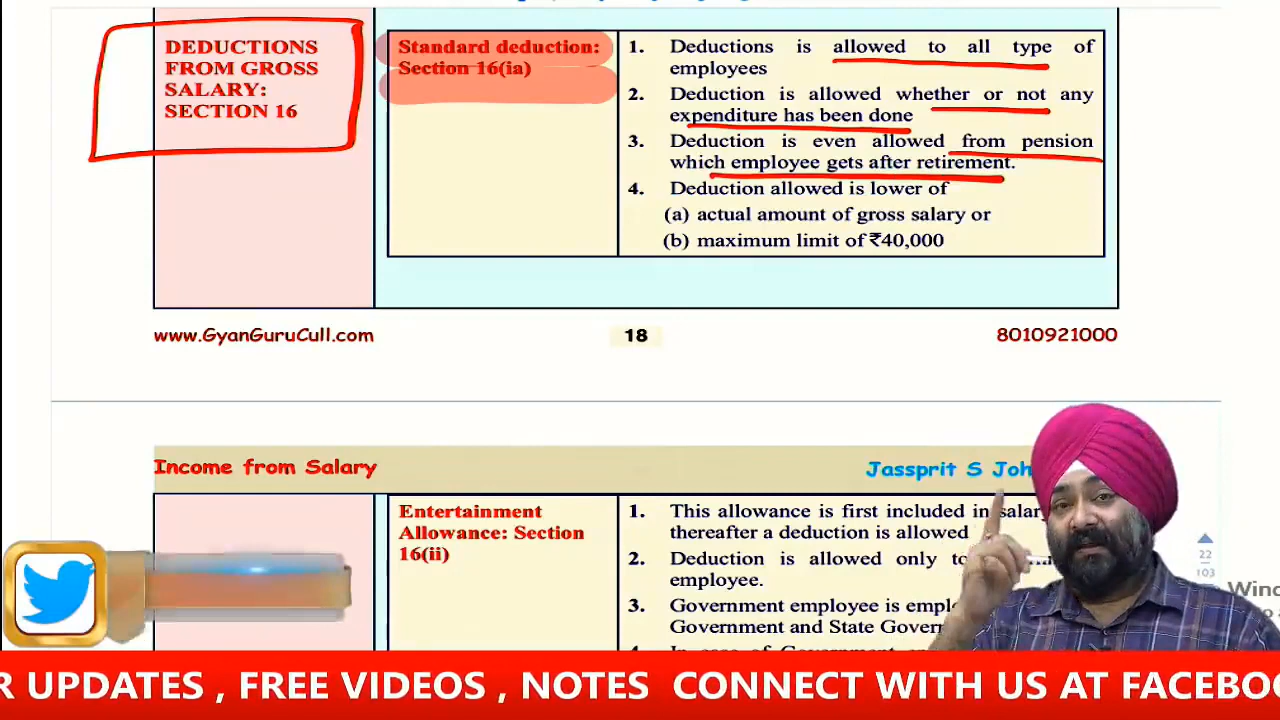 DEDUCTIONS
FROM GROSS
SALARY:
SECTION 16
Standard deduction:
Section 16(ia)
1. Deductions is allowed to all type of
employees
2. Deduction is allowed whether or not any
expenditure has been done
3. Deduction is even allowed from pension
which employee gets after retirement.
4. Deduction allowed is lower of
(a) actual amount of gross salary or
(b) maximum limit of ₹40,000
www.GyanGuruCull.com
18
8010921000
Income from Salary
Jassprit S Joh
Entertainment
Allowance: Section
16(ii)
1. This allowance is first included in salar
thereafter a deduction is allowed
2. Deduction is allowed only to
employee.
3. Government employee is empl
Government and State Gover
22
103
Wind
R UPDATES , FREE VIDEOS , NOTES CONNECT WITH US AT FACEBO